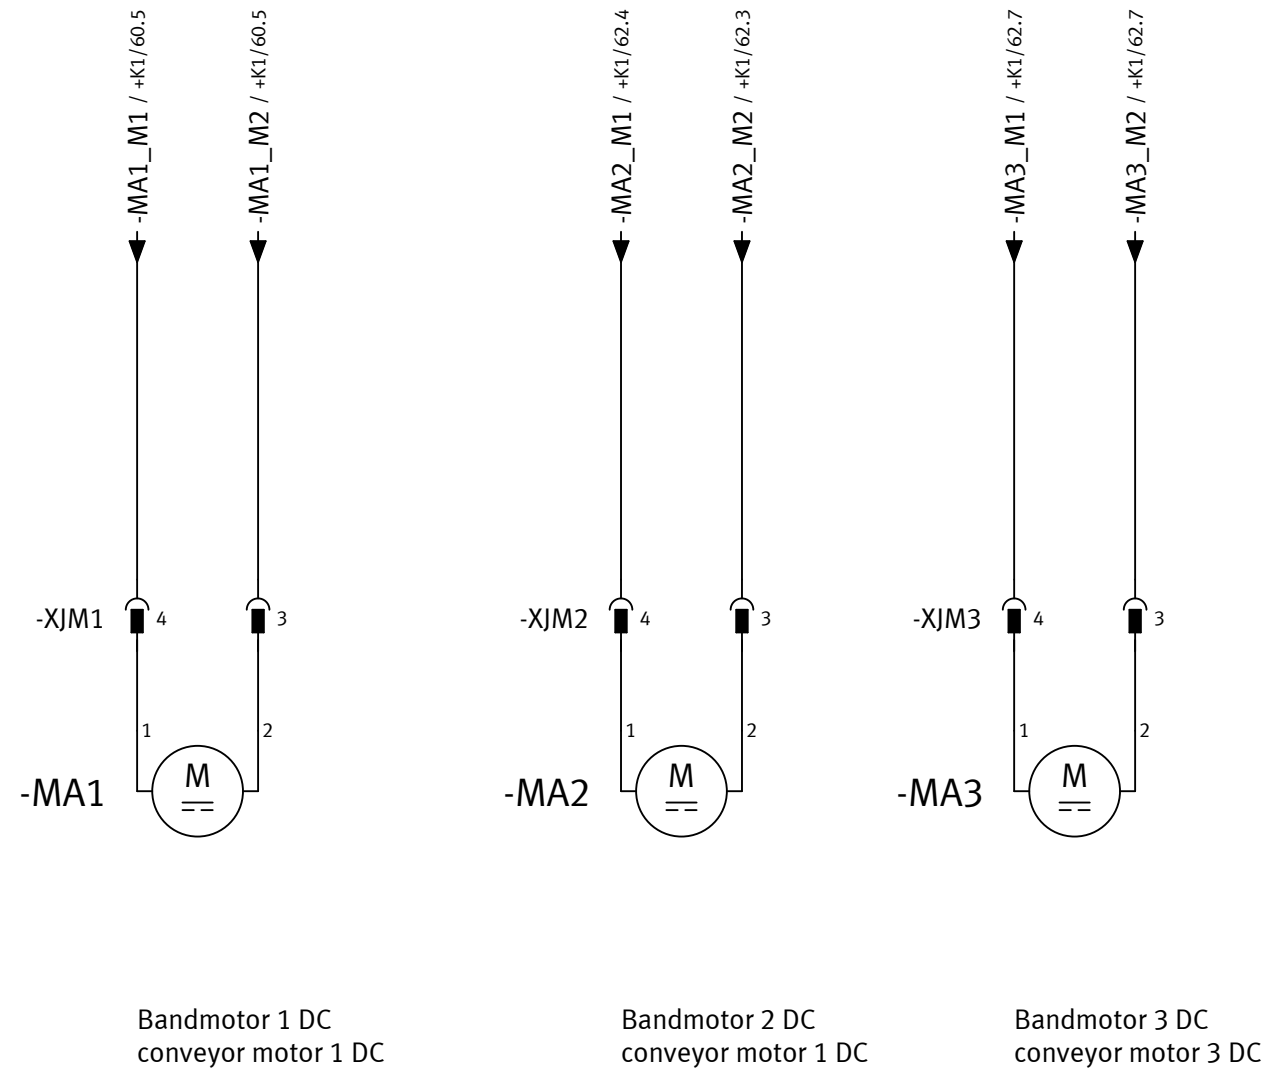 -MA1_M1 / +K1/60.5
-MA1_M2 / +K1/60.5
-MA2_M1 / +K1/62.4
-MA2_M2 / +K1/62.3
-MA3_M1 / +K1/62.7
-MA3_M2 / +K1/62.7
-XJM1 4 3
-XJM2 4 3
-XJM3 4 3
1 2
1 2
1 2
-MA1 M
-MA2 M
-MA3 M
Bandmotor 1 DC
conveyor motor 1 DC
Bandmotor 2 DC
conveyor motor 1 DC
Bandmotor 3 DC
conveyor motor 3 DC